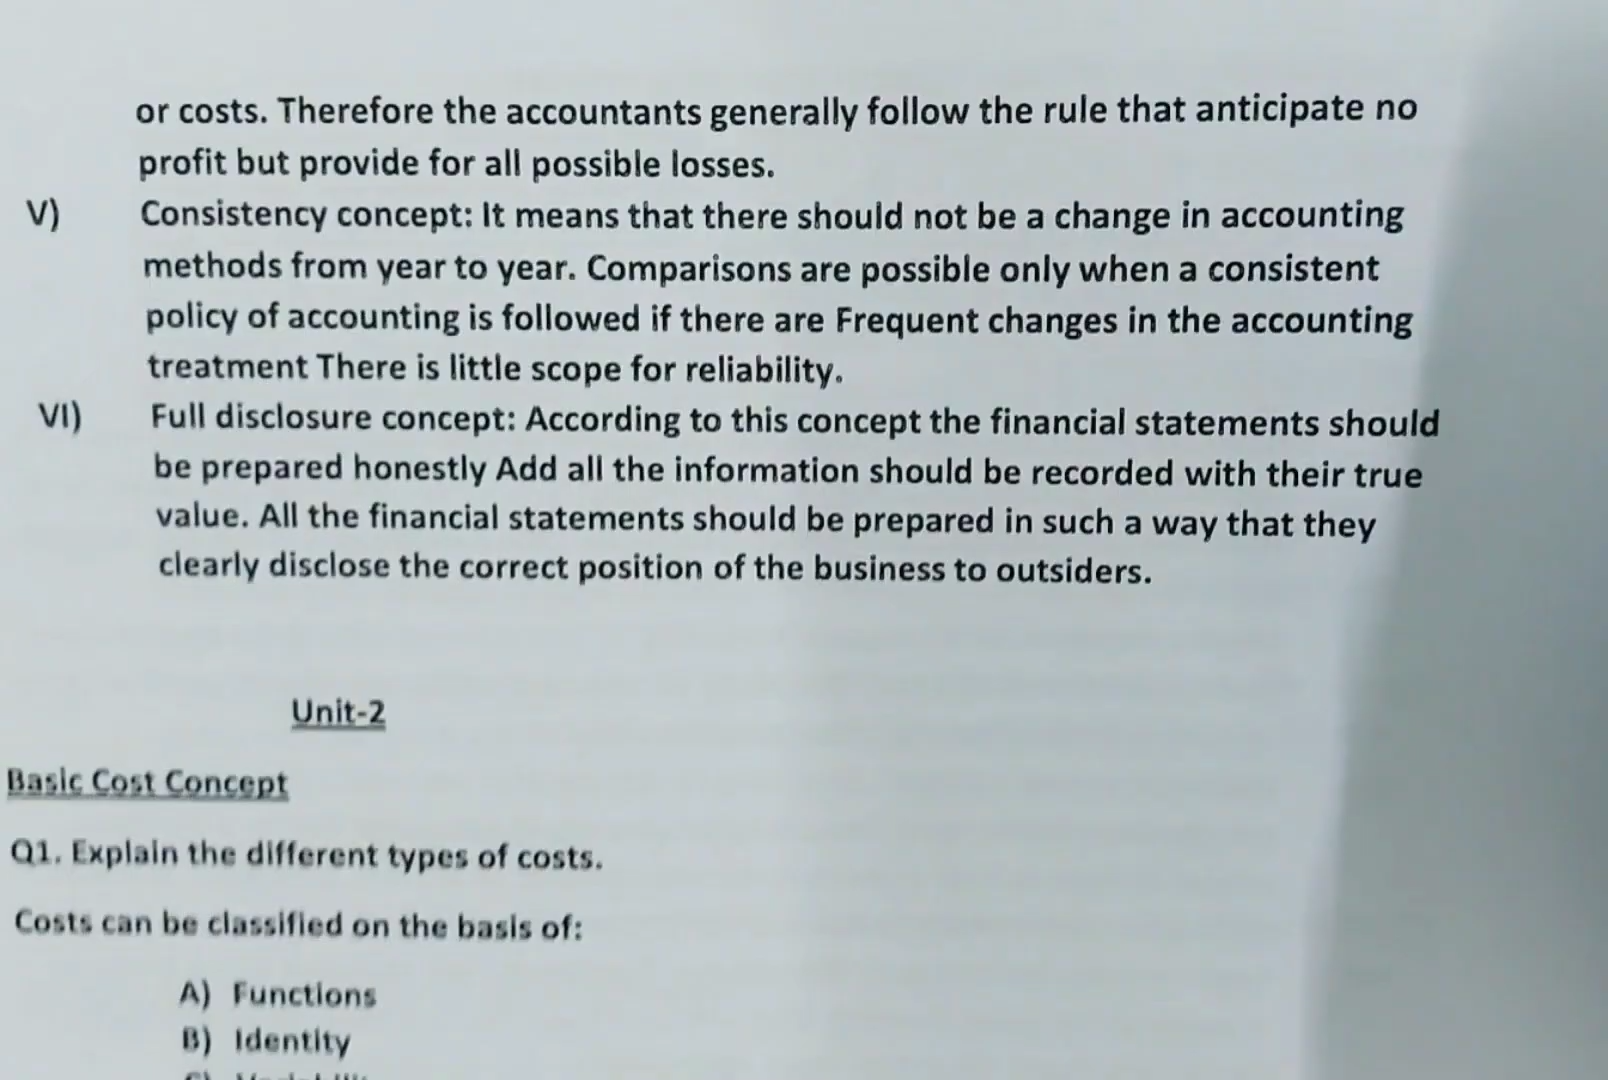 or costs. Therefore the accountants generally follow the rule that anticipate no
profit but provide for all possible losses.
V) Consistency concept: It means that there should not be a change in accounting
methods from year to year. Comparisons are possible only when a consistent
policy of accounting is followed if there are Frequent changes in the accounting
treatment There is little scope for reliability.
VI) Full disclosure concept: According to this concept the financial statements should
be prepared honestly Add all the information should be recorded with their true
value. All the financial statements should be prepared in such a way that they
clearly disclose the correct position of the business to outsiders.
Unit-2
Basic Cost Concept
Q1. Explain the different types of costs.
Costs can be classified on the basis of:
A) Functions
B) Identity